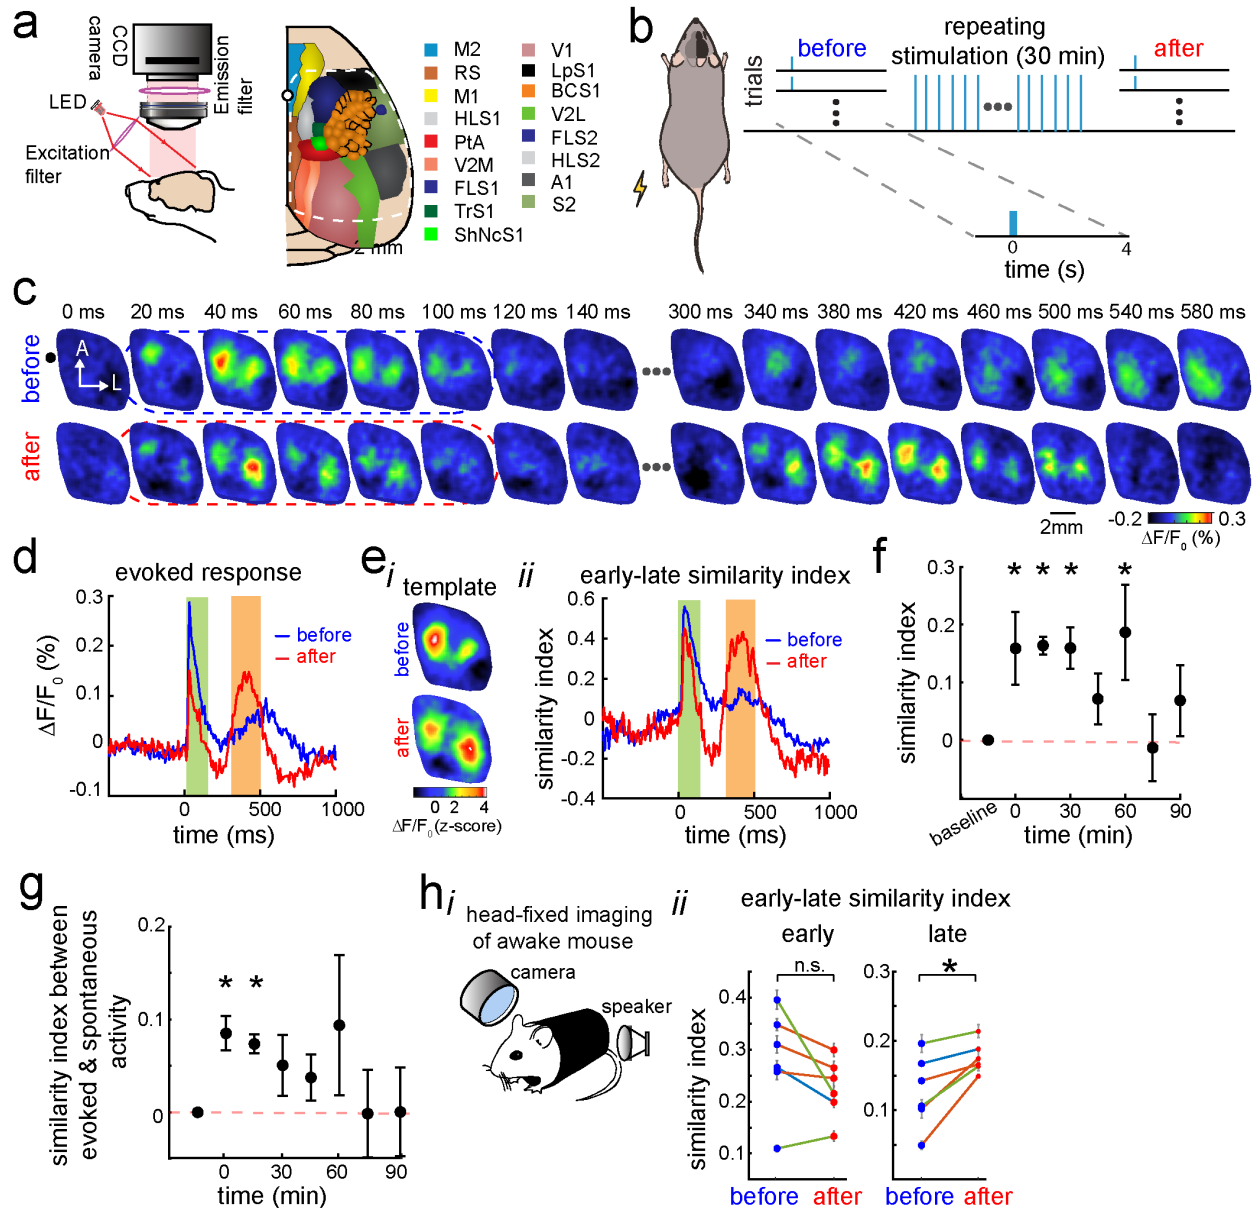 a
CCD
camera
Emission
filter
LED
Excitation
filter
2 mm
M2
RS
M1
HLS1
PtA
V2M
FLS1
TrS1
ShNcS1
V1
LpS1
BCS1
V2L
FLS2
HLS2
A1
S2
b
trials
before
repeating
stimulation (30 min)
after
0
4
time (s)
c
0 ms 20 ms 40 ms 60 ms 80 ms 100 ms 120 ms 140 ms 300 ms 340 ms 380 ms 420 ms 460 ms 500 ms 540 ms 580 ms
before
A
L
after
2mm
-0.2 0.3
ΔF/F0 (%)
d
evoked response
ΔF/F0 (%)
0.3
0.2
0.1
0
-0.1
before
after
0 500 1000
time (ms)
e
i
template
before
after
0 2 4
ΔF/F0 (z-score)
ii
early-late similarity index
similarity index
0.6
0.4
0.2
0
-0.2
-0.4
before
after
0 500 1000
time (ms)
f
similarity index
0.3
0.2
0.1
0
* * * *
baseline
0 30 60 90
time (min)
g
similarity index between
evoked & spontaneous
activity
0.2
0.1
0
* *
0 30 60 90
time (min)
h
i
head-fixed imaging
of awake mouse
camera
speaker
ii
early-late similarity index
early
n.s.
similarity index
0.4
0.3
0.2
0.1
before after
late
*
0.3
0.2
0.1
before after